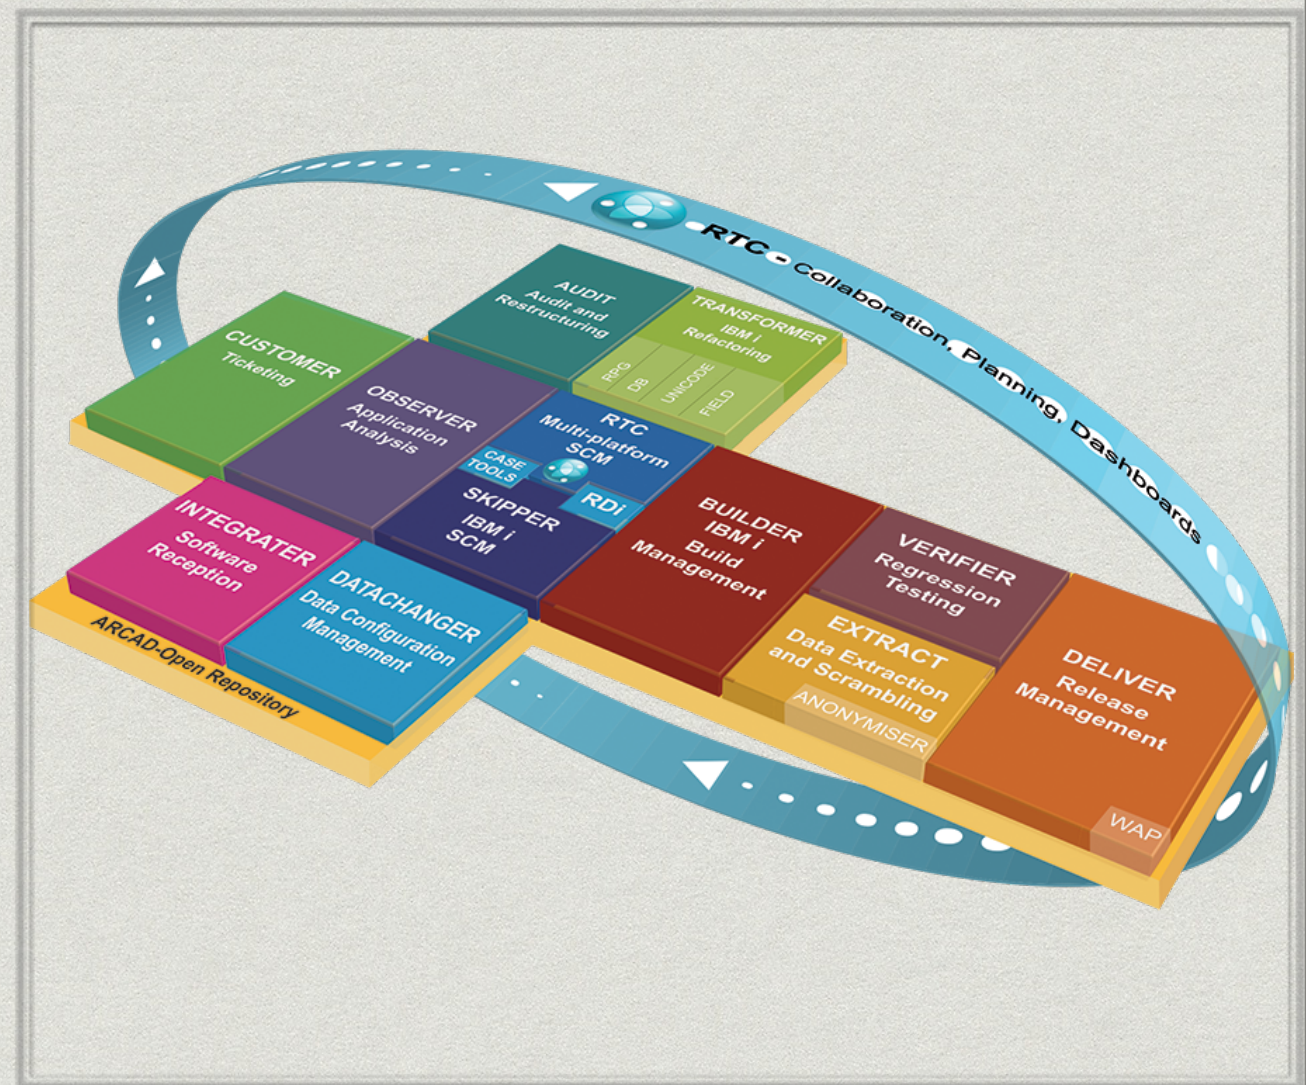 RTC - Collaboration, Planning, Dashboards
AUDIT
Audit and
Restructuring
TRANSFORMER
IBM i
Refactoring
RPG
DB
UNICODE
FIELD
CUSTOMER
Ticketing
OBSERVER
Application
Analysis
RTC
Multi-platform
SCM
CASE
TOOLS
RDi
SKIPPER
IBM i
SCM
INTEGRATER
Software
Reception
DATACHANGER
Data Configuration
Management
BUILDER
IBM i
Build
Management
VERIFIER
Regression
Testing
EXTRACT
Data Extraction
and Scrambling
ANONYMISER
DELIVER
Release
Management
WAP
ARCAD-Open Repository